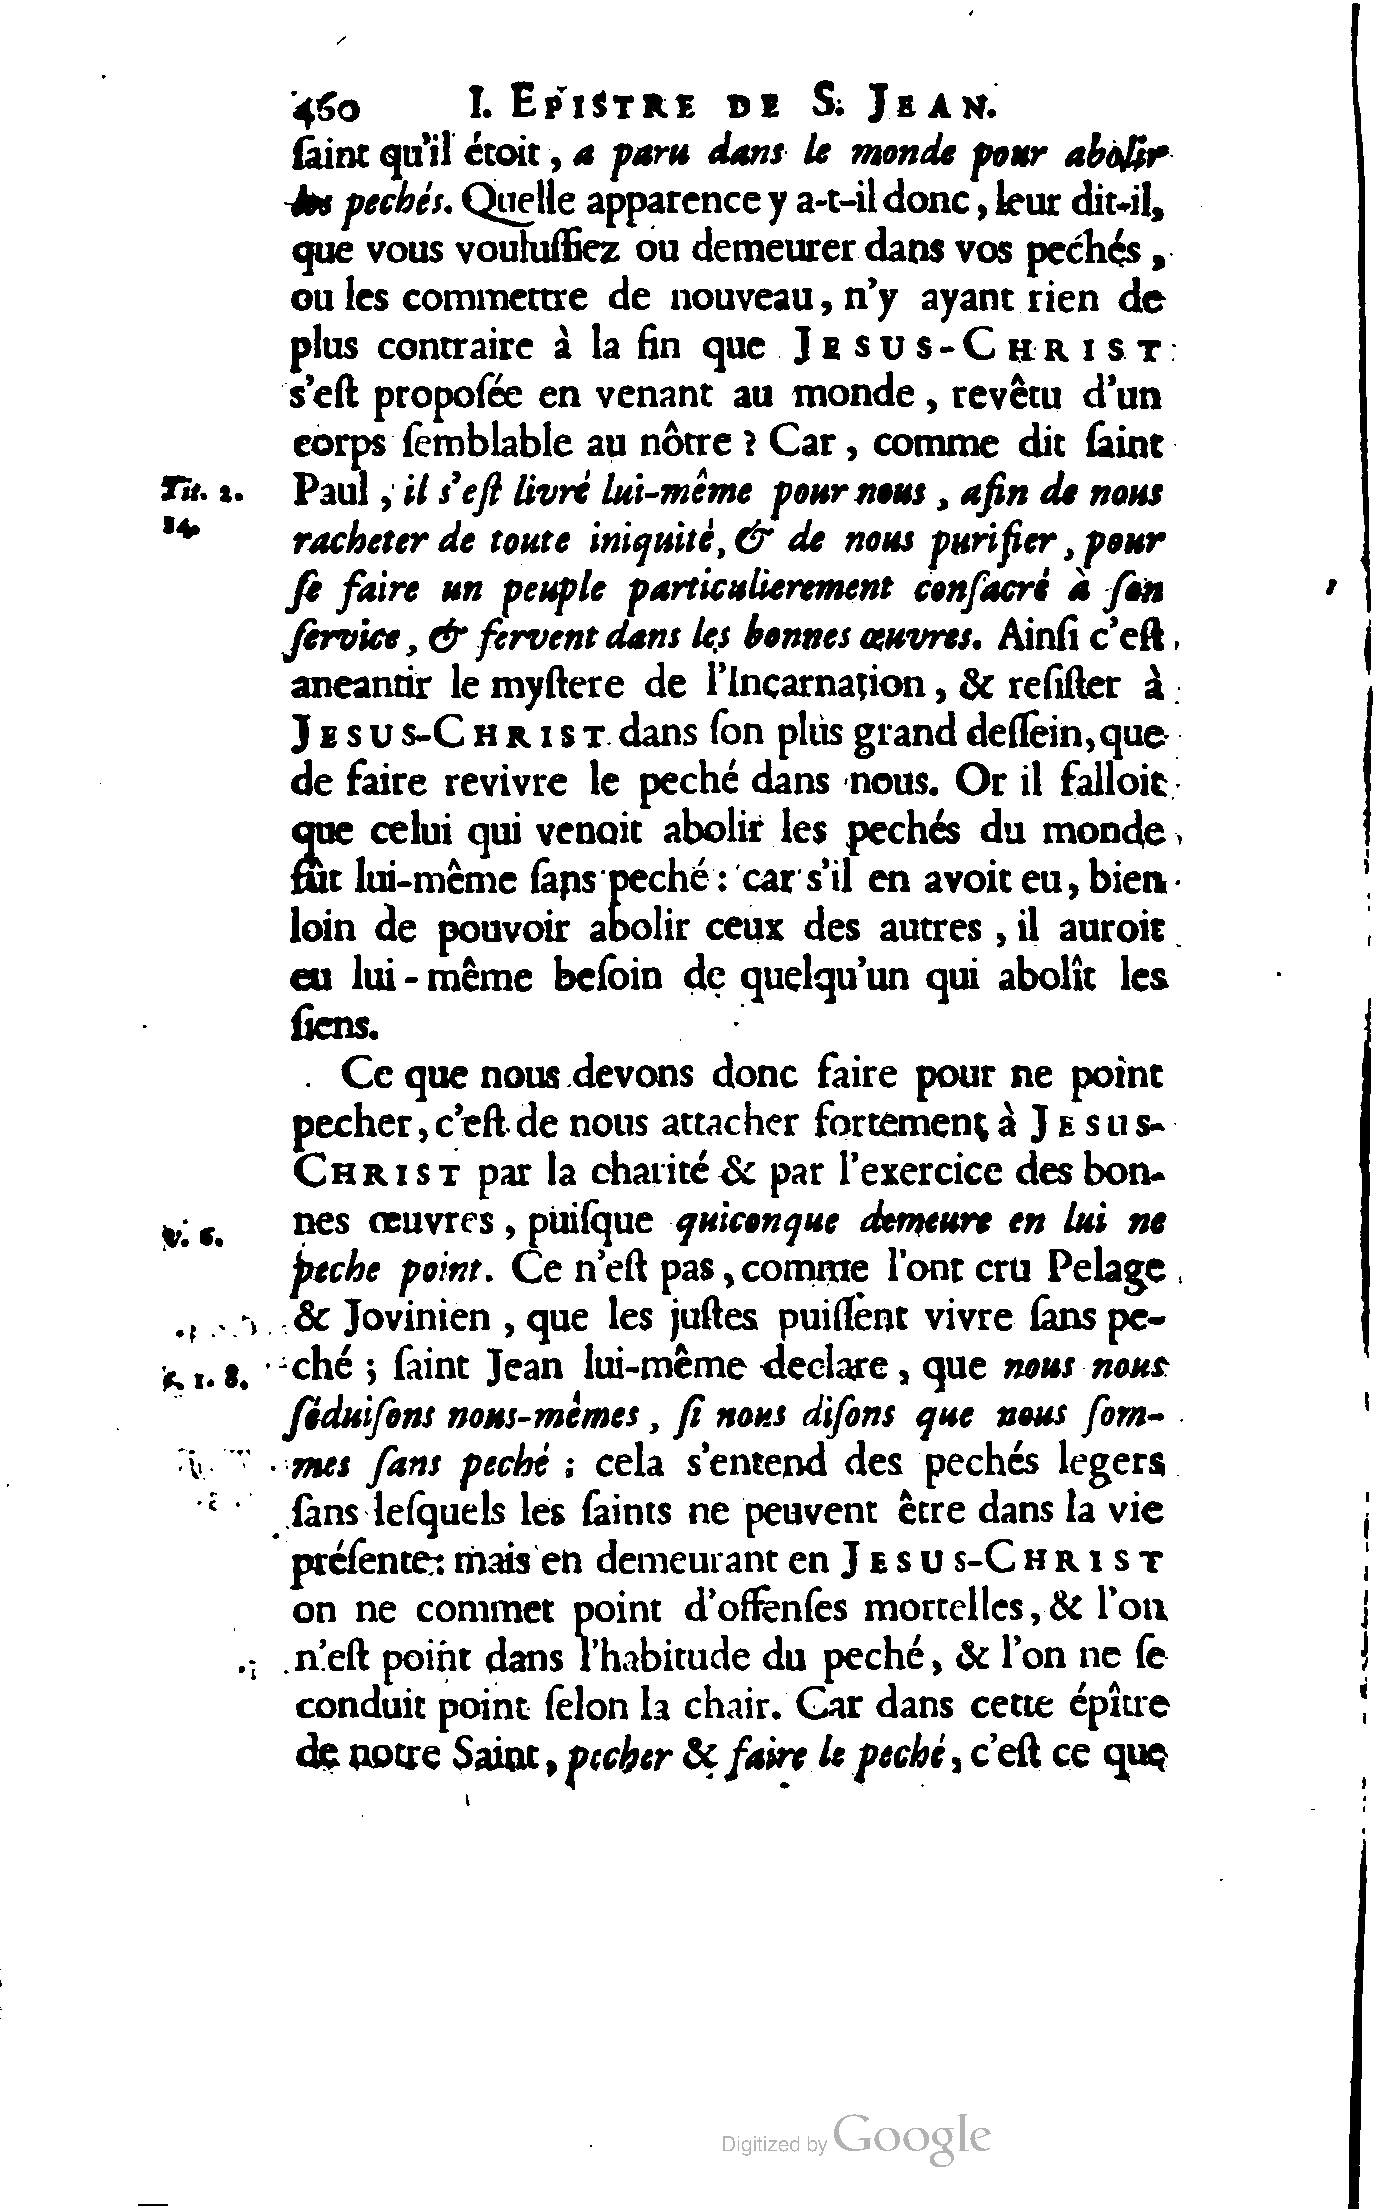 460 I. EPISTRE DE S. JEAN.
ſaint qu'il étoit, a paru dans le monde pour abolir
les pechés. Quelle apparence y a-t-il donc, leur dit-il,
que vous vouluſſiez ou demeurer dans vos pechés,
ou les commettre de nouveau, n'y ayant rien de
plus contraire à la fin que JESUS-CHRIST
s'eſt propoſée en venant au monde, revêtu d'un
corps ſemblable au nôtre ? Car, comme dit ſaint
Tit. 2. Paul, il s'eſt livré lui-même pour nous, afin de nous
14. racheter de toute iniquité, & de nous purifier, pour
ſe faire un peuple particulierement conſacré à ſon
ſervice, & fervent dans les bonnes œuvres. Ainſi c'eſt
aneantir le myſtere de l'Incarnation, & reſiſter à
JESUS-CHRIST dans ſon plus grand deſſein, que
de faire revivre le peché dans nous. Or il falloit
que celui qui venoit abolir les pechés du monde
fût lui-même ſans peché : car s'il en avoit eu, bien
loin de pouvoir abolir ceux des autres, il auroit
eu lui-même beſoin de quelqu'un qui abolît les
ſiens.
Ce que nous devons donc faire pour ne point
pecher, c'eſt de nous attacher fortement à JESUS-
CHRIST par la charité & par l'exercice des bon-
v. 6. nes œuvres, puiſque quiconque demeure en lui ne
peche point. Ce n'eſt pas, comme l'ont cru Pelage
& Jovinien, que les juſtes puiſſent vivre ſans pe-
1. 8. ché ; ſaint Jean lui-même declare, que nous nous
ſéduiſons nous-mêmes, ſi nous diſons que nous ſom-
mes ſans peché ; cela s'entend des pechés legers
ſans leſquels les ſaints ne peuvent être dans la vie
préſente : mais en demeurant en JESUS-CHRIST
on ne commet point d'offenſes mortelles, & l'on
n'eſt point dans l'habitude du peché, & l'on ne ſe
conduit point ſelon la chair. Car dans cette épître
de notre Saint, pecher & faire le peché, c'eſt ce que
Digitized by Google